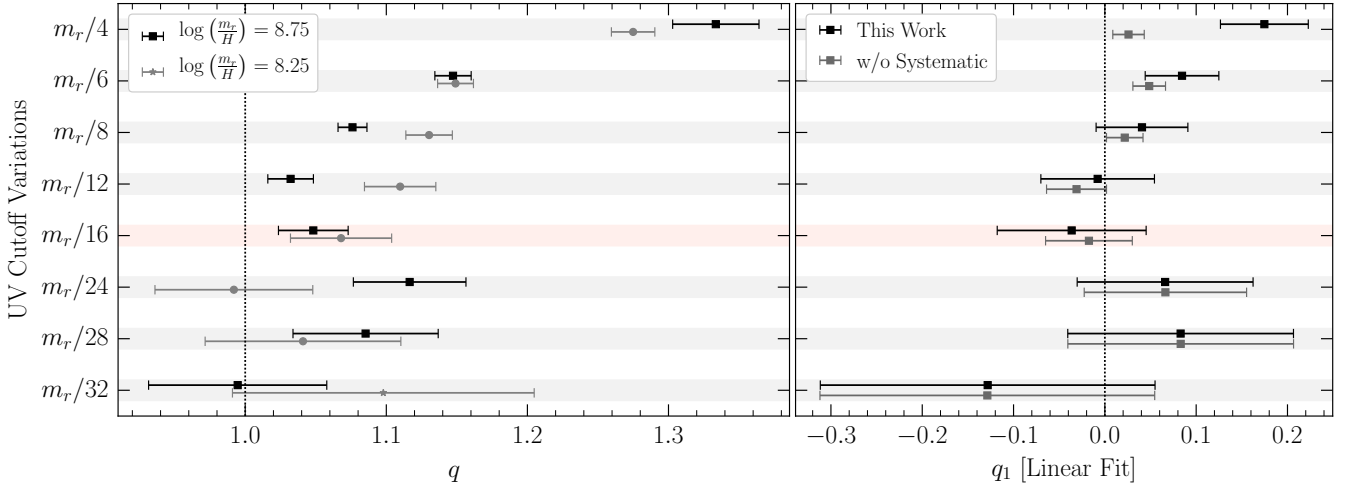 UV Cutoff Variations
m_r/4
m_r/6
m_r/8
m_r/12
m_r/16
m_r/24
m_r/28
m_r/32
log (m_r/H) = 8.75
log (m_r/H) = 8.25
1.0 1.1 1.2 1.3
q
This Work
w/o Systematic
−0.3 −0.2 −0.1 0.0 0.1 0.2
q₁ [Linear Fit]